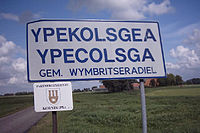 YPEKOLSGEA
YPECOLSGA
GEM. WYMBRITSERADIEL